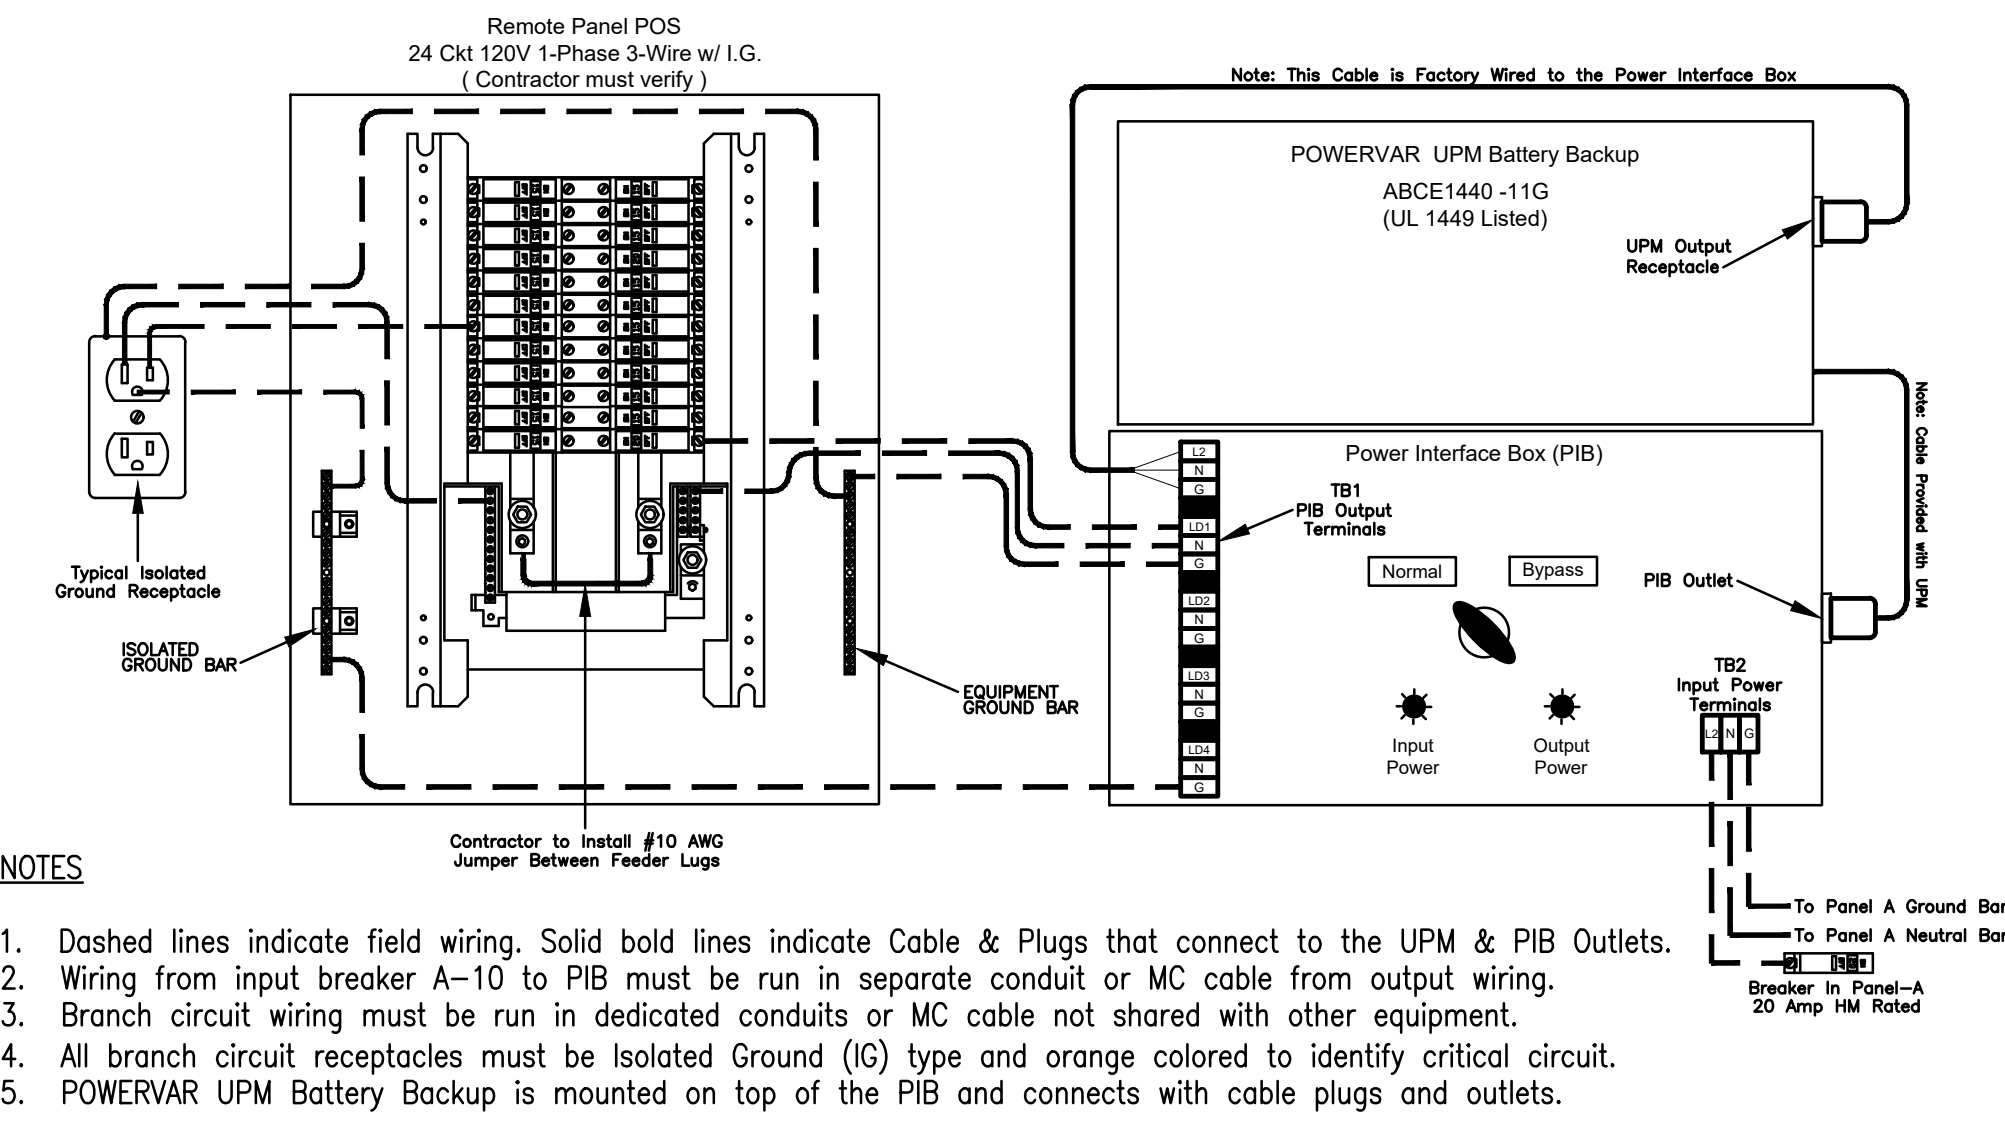 Remote Panel POS
24 Ckt 120V 1-Phase 3-Wire w/ I.G.
( Contractor must verify )
Note: This Cable is Factory Wired to the Power Interface Box
POWERVAR UPM Battery Backup
ABCE1440 -11G
(UL 1449 Listed)
UPM Output
Receptacle
Note: Cable Provided with UPM
Power Interface Box (PIB)
L2
N
G
LD1
N
G
LD2
N
G
LD3
N
G
LD4
N
G
TB1
PIB Output
Terminals
Normal
Bypass
PIB Outlet
Input
Power
Output
Power
TB2
Input Power
Terminals
L2 N G
Typical Isolated
Ground Receptacle
ISOLATED
GROUND BAR
EQUIPMENT
GROUND BAR
Contractor to Install #10 AWG
Jumper Between Feeder Lugs
To Panel A Ground Bar
To Panel A Neutral Bar
Breaker In Panel-A
20 Amp HM Rated
NOTES
1. Dashed lines indicate field wiring. Solid bold lines indicate Cable & Plugs that connect to the UPM & PIB Outlets.
2. Wiring from input breaker A-10 to PIB must be run in separate conduit or MC cable from output wiring.
3. Branch circuit wiring must be run in dedicated conduits or MC cable not shared with other equipment.
4. All branch circuit receptacles must be Isolated Ground (IG) type and orange colored to identify critical circuit.
5. POWERVAR UPM Battery Backup is mounted on top of the PIB and connects with cable plugs and outlets.